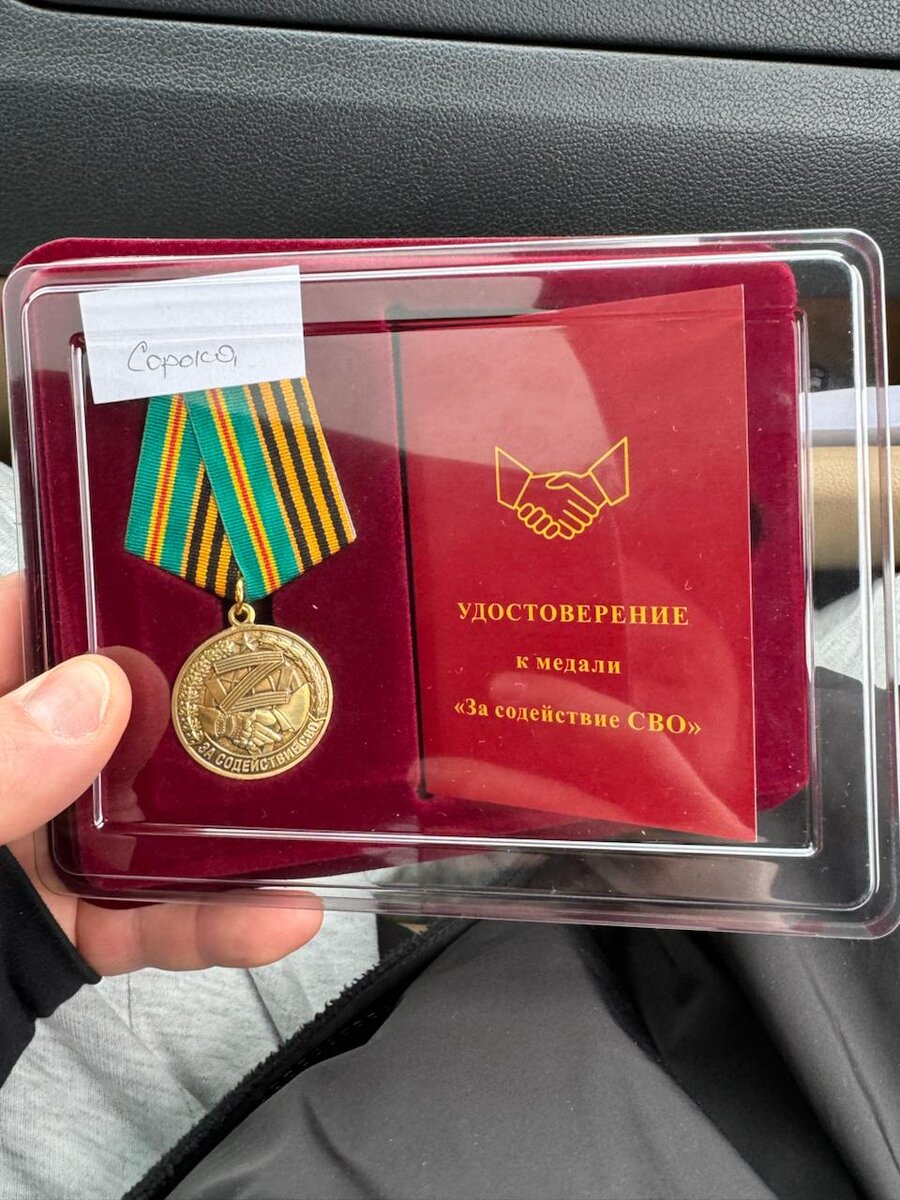 Сорока
УДОСТОВЕРЕНИЕ
к медали
«За содействие СВО»
Z
ЗА СОДЕЙСТВИЕ СВО